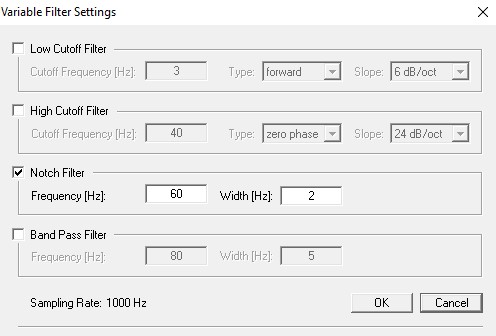 Variable Filter Settings
Low Cutoff Filter
Cutoff Frequency [Hz]: 3 Type: forward Slope: 6 dB/oct
High Cutoff Filter
Cutoff Frequency [Hz]: 40 Type: zero phase Slope: 24 dB/oct
Notch Filter
Frequency [Hz]: 60 Width [Hz]: 2
Band Pass Filter
Frequency [Hz]: 80 Width [Hz]: 5
Sampling Rate: 1000 Hz OK Cancel